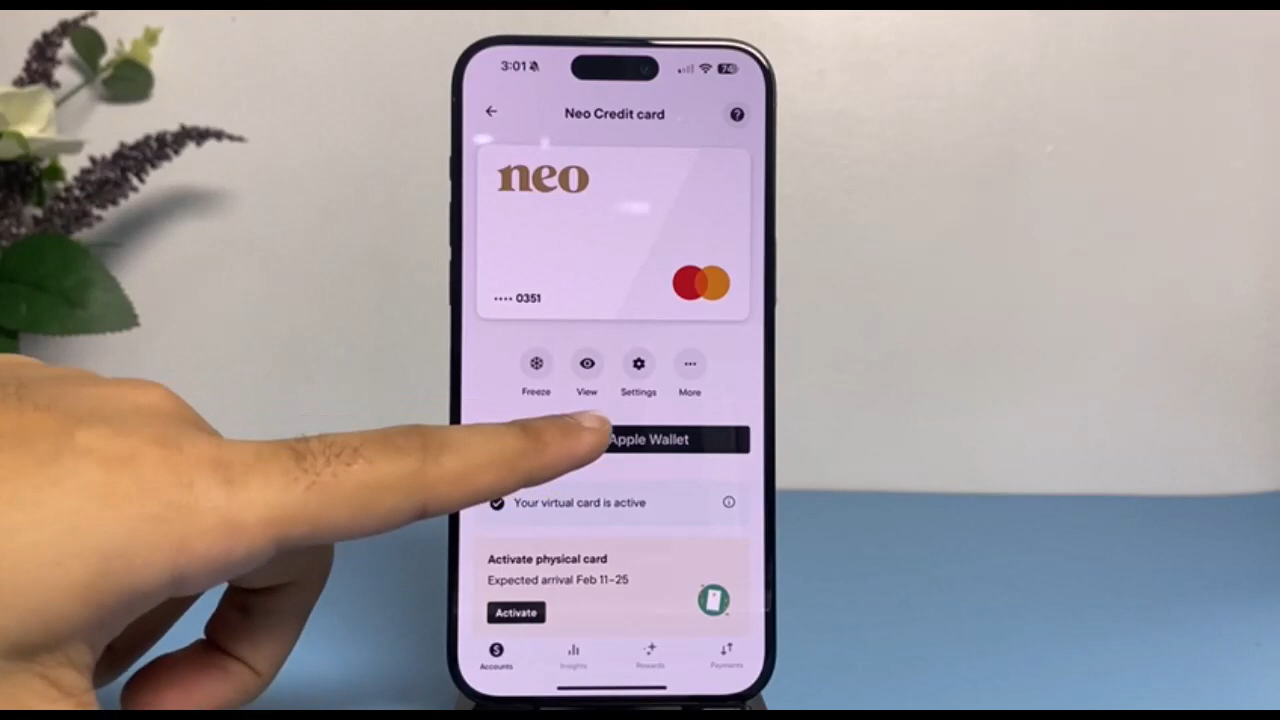 3:01
74
Neo Credit card
neo
•••• 0351
Freeze
View
Settings
More
Apple Wallet
Your virtual card is active
Activate physical card
Expected arrival Feb 11-25
Activate
Accounts
Insights
Rewards
Payments